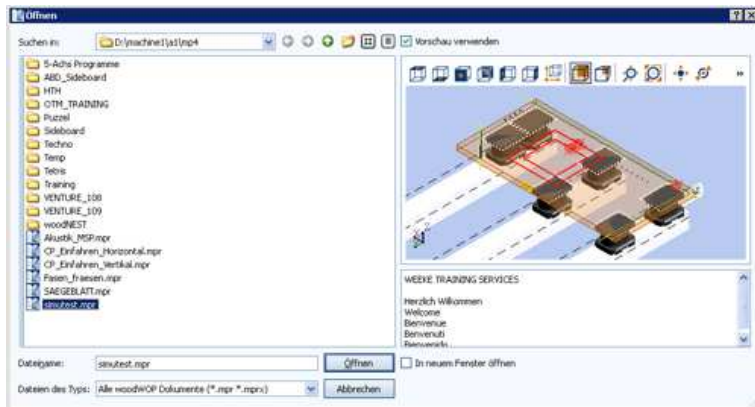 Öffnen
Suchen in:
D:\machine1\a1\mp4
Vorschau verwenden
5-Achs Programme
ABD_Sideboard
HTH
OTM_TRAINING
Puzzel
Sideboard
Techno
Temp
Tetris
Training
VENTURE_108
VENTURE_109
woodNEST
Akustik_MSP.mpr
CP_Einfahren_Horizontal.mpr
CP_Einfahren_Vertikal.mpr
Fasen_fraesen.mpr
SAEGEBLATT.mpr
simutest.mpr
WEEKE TRAINING SERVICES
Herzlich Wilkommen
Welcome
Bienvenue
Benvenuti
Bienvenido
Dateiname:
simutest.mpr
Öffnen
In neuem Fenster öffnen
Dateien des Typs:
Alle woodWOP Dokumente (*.mpr *.mprx)
Abbrechen